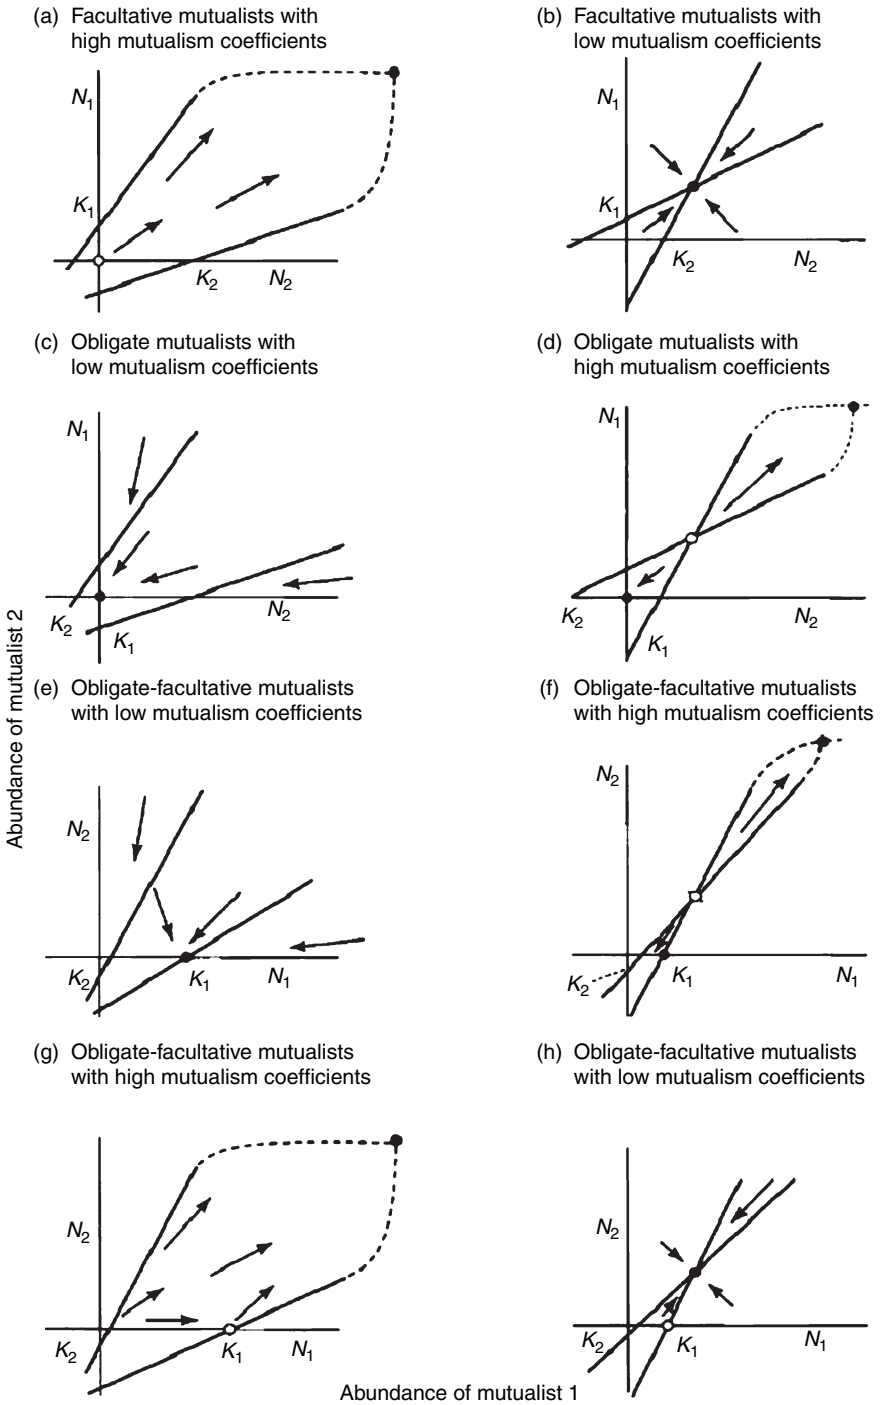 (a) Facultative mutualists with
high mutualism coefficients
N1
K1
K2
N2
(b) Facultative mutualists with
low mutualism coefficients
N1
K1
K2
N2
(c) Obligate mutualists with
low mutualism coefficients
N1
N2
K2
K1
(d) Obligate mutualists with
high mutualism coefficients
N1
K2
N2
K1
(e) Obligate-facultative mutualists
with low mutualism coefficients
N2
K2
K1
N1
(f) Obligate-facultative mutualists
with high mutualism coefficients
N2
K2
K1
N1
(g) Obligate-facultative mutualists
with high mutualism coefficients
N2
K2
K1
N1
(h) Obligate-facultative mutualists
with low mutualism coefficients
N2
K2
K1
N1
Abundance of mutualist 2
Abundance of mutualist 1